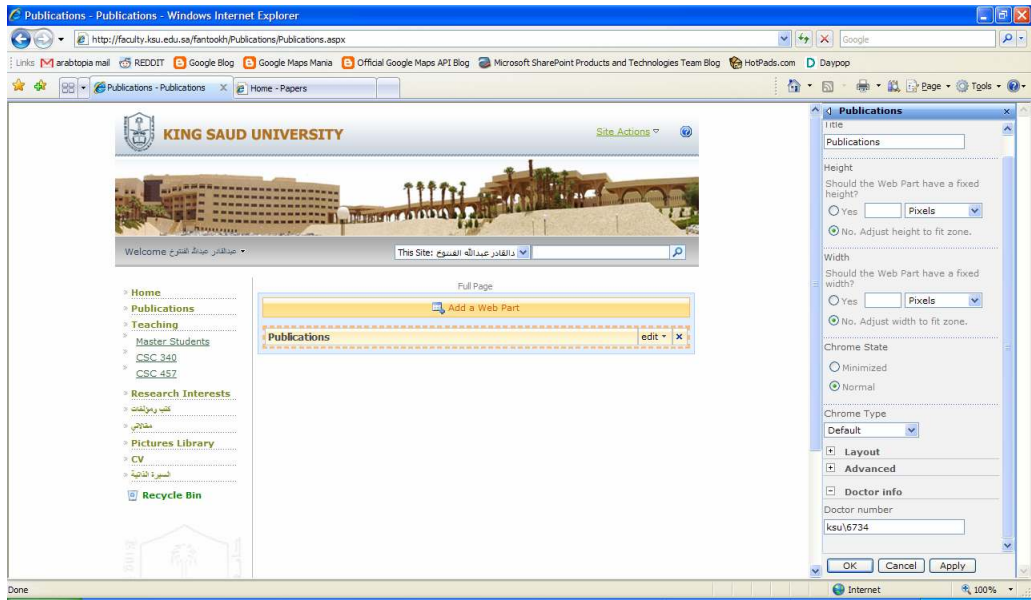 Publications - Publications - Windows Internet Explorer
http://faculty.ksu.edu.sa/fantookh/Publications/Publications.aspx
Google
Links arabtopia mail REDDIT Google Blog Google Maps Mania Official Google Maps API Blog Microsoft SharePoint Products and Technologies Team Blog HotPads.com Daypop
Publications - Publications Home - Papers Page Tools
KING SAUD UNIVERSITY
Site Actions
Welcome عبدالقادر عبدالله الفنتوخ
This Site: دالقادر عبدالله الفنتوخ
Home
Publications
Teaching
Master Students
CSC 340
CSC 457
Research Interests
كتب ومؤلفات
مقالاتي
Pictures Library
CV
السيرة الذاتية
Recycle Bin
King
Full Page
Add a Web Part
Publications edit
Publications
Title
Publications
Height
Should the Web Part have a fixed
height?
Yes Pixels
No. Adjust height to fit zone.
Width
Should the Web Part have a fixed
width?
Yes Pixels
No. Adjust width to fit zone.
Chrome State
Minimized
Normal
Chrome Type
Default
Layout
Advanced
Doctor info
Doctor number
ksu\6734
OK Cancel Apply
Done Internet 100%